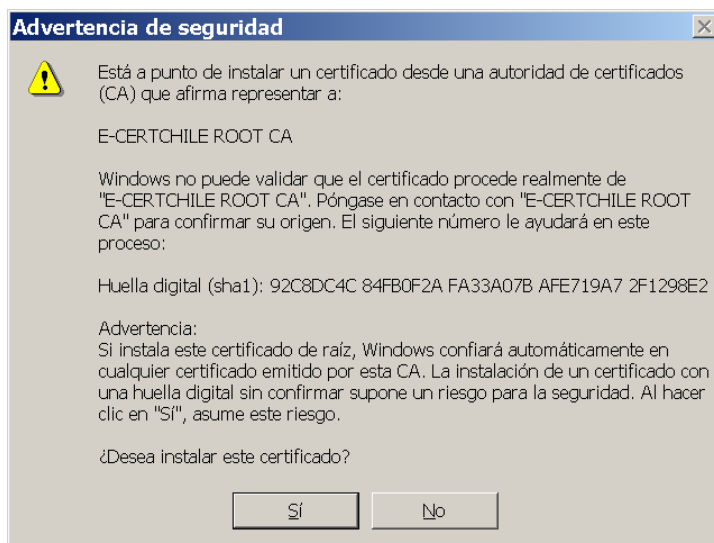 Advertencia de seguridad
Está a punto de instalar un certificado desde una autoridad de certificados
(CA) que afirma representar a:
E-CERTCHILE ROOT CA
Windows no puede validar que el certificado procede realmente de
"E-CERTCHILE ROOT CA". Póngase en contacto con "E-CERTCHILE ROOT
CA" para confirmar su origen. El siguiente número le ayudará en este
proceso:
Huella digital (sha1): 92C8DC4C 84FB0F2A FA33A07B AFE719A7 2F1298E2
Advertencia:
Si instala este certificado de raíz, Windows confiará automáticamente en
cualquier certificado emitido por esta CA. La instalación de un certificado con
una huella digital sin confirmar supone un riesgo para la seguridad. Al hacer
clic en "Sí", asume este riesgo.
¿Desea instalar este certificado?
Sí
No